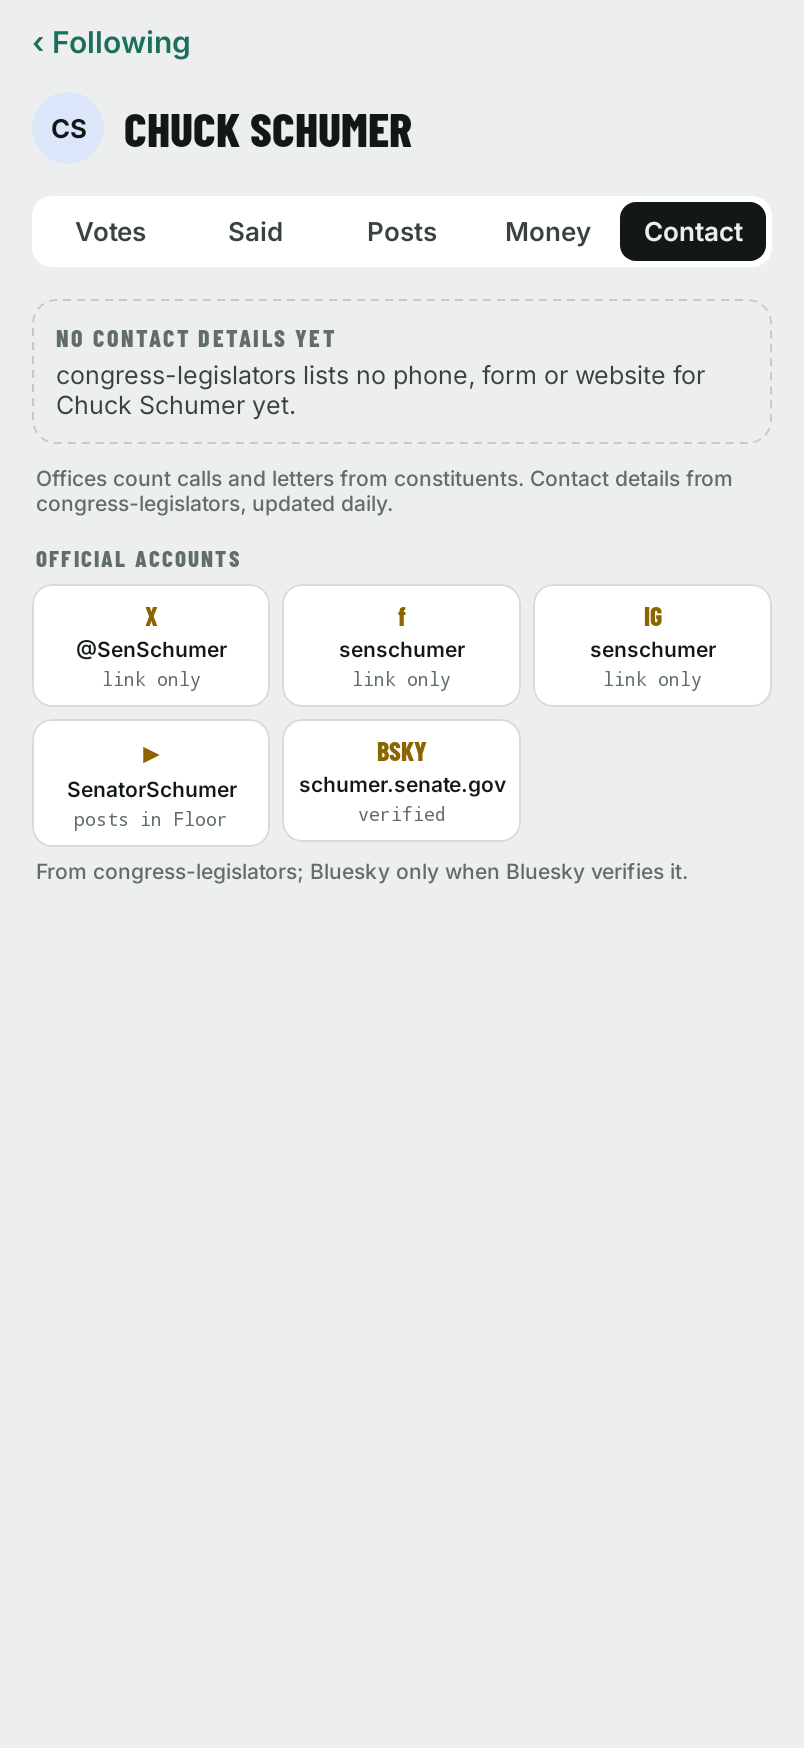 ‹ Following
CS
CHUCK SCHUMER
Votes Said Posts Money Contact
NO CONTACT DETAILS YET
congress-legislators lists no phone, form or website for
Chuck Schumer yet.
Offices count calls and letters from constituents. Contact details from
congress-legislators, updated daily.
OFFICIAL ACCOUNTS
X
@SenSchumer
link only
f
senschumer
link only
IG
senschumer
link only
▶
SenatorSchumer
posts in Floor
BSKY
schumer.senate.gov
verified
From congress-legislators; Bluesky only when Bluesky verifies it.